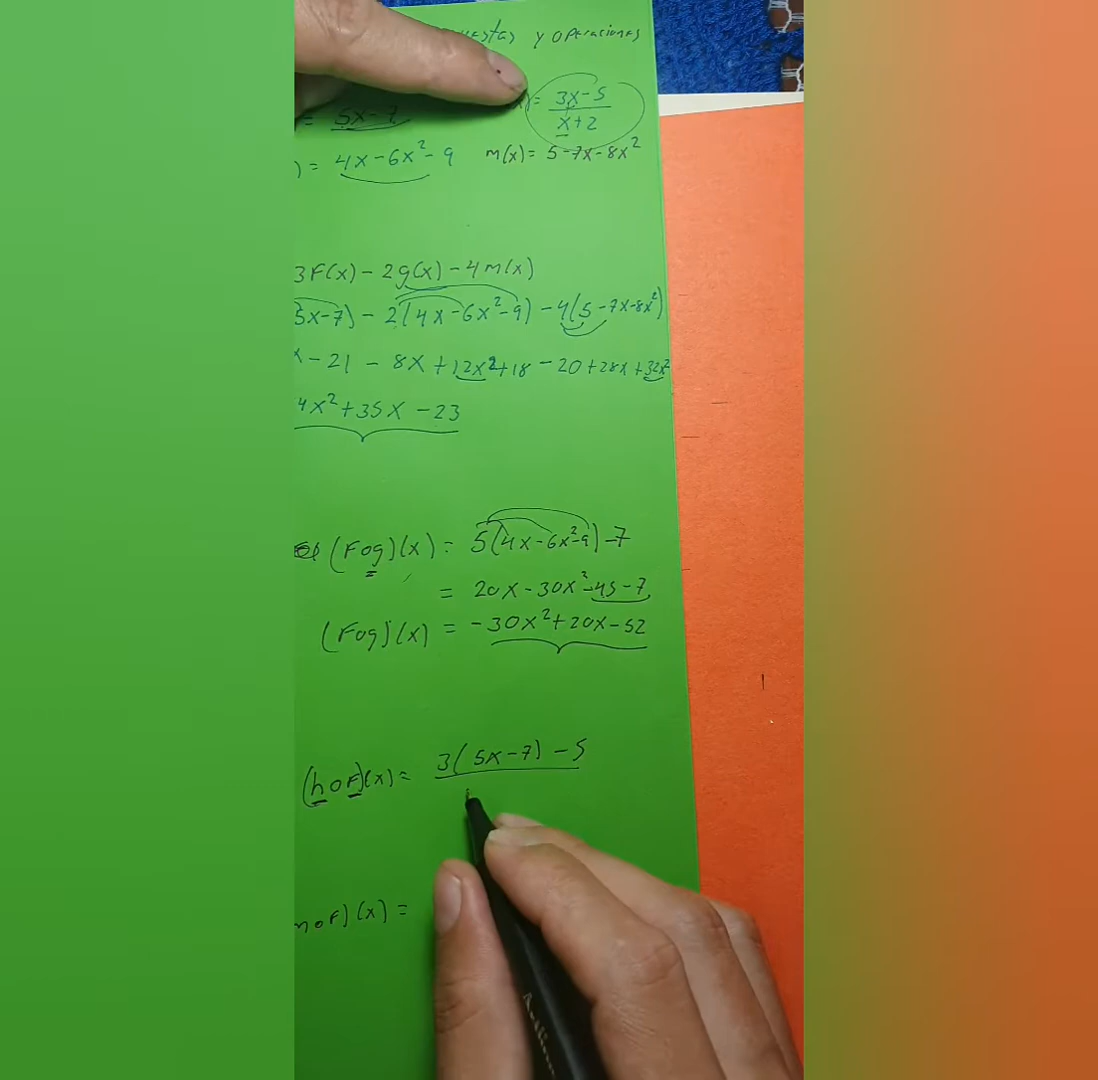 y operaciones
= 5x-7
)= 3x-5
x+2
) = 4x-6x²-9 m(x) = 5-7x-8x²
3F(x) - 2g(x) - 4m(x)
5x-7) - 2(4x-6x²-9) - 4(5-7x-8x²)
x - 21 - 8x + 12x²+18 - 20+28x+32x²
4x²+35x -23
(Fog)(x) = 5(4x-6x²-9)-7
= 20x-30x²-45-7
(Fog)(x) = -30x²+20x-52
(hoF)(x) = 3(5x-7)-5
oF)(x) =